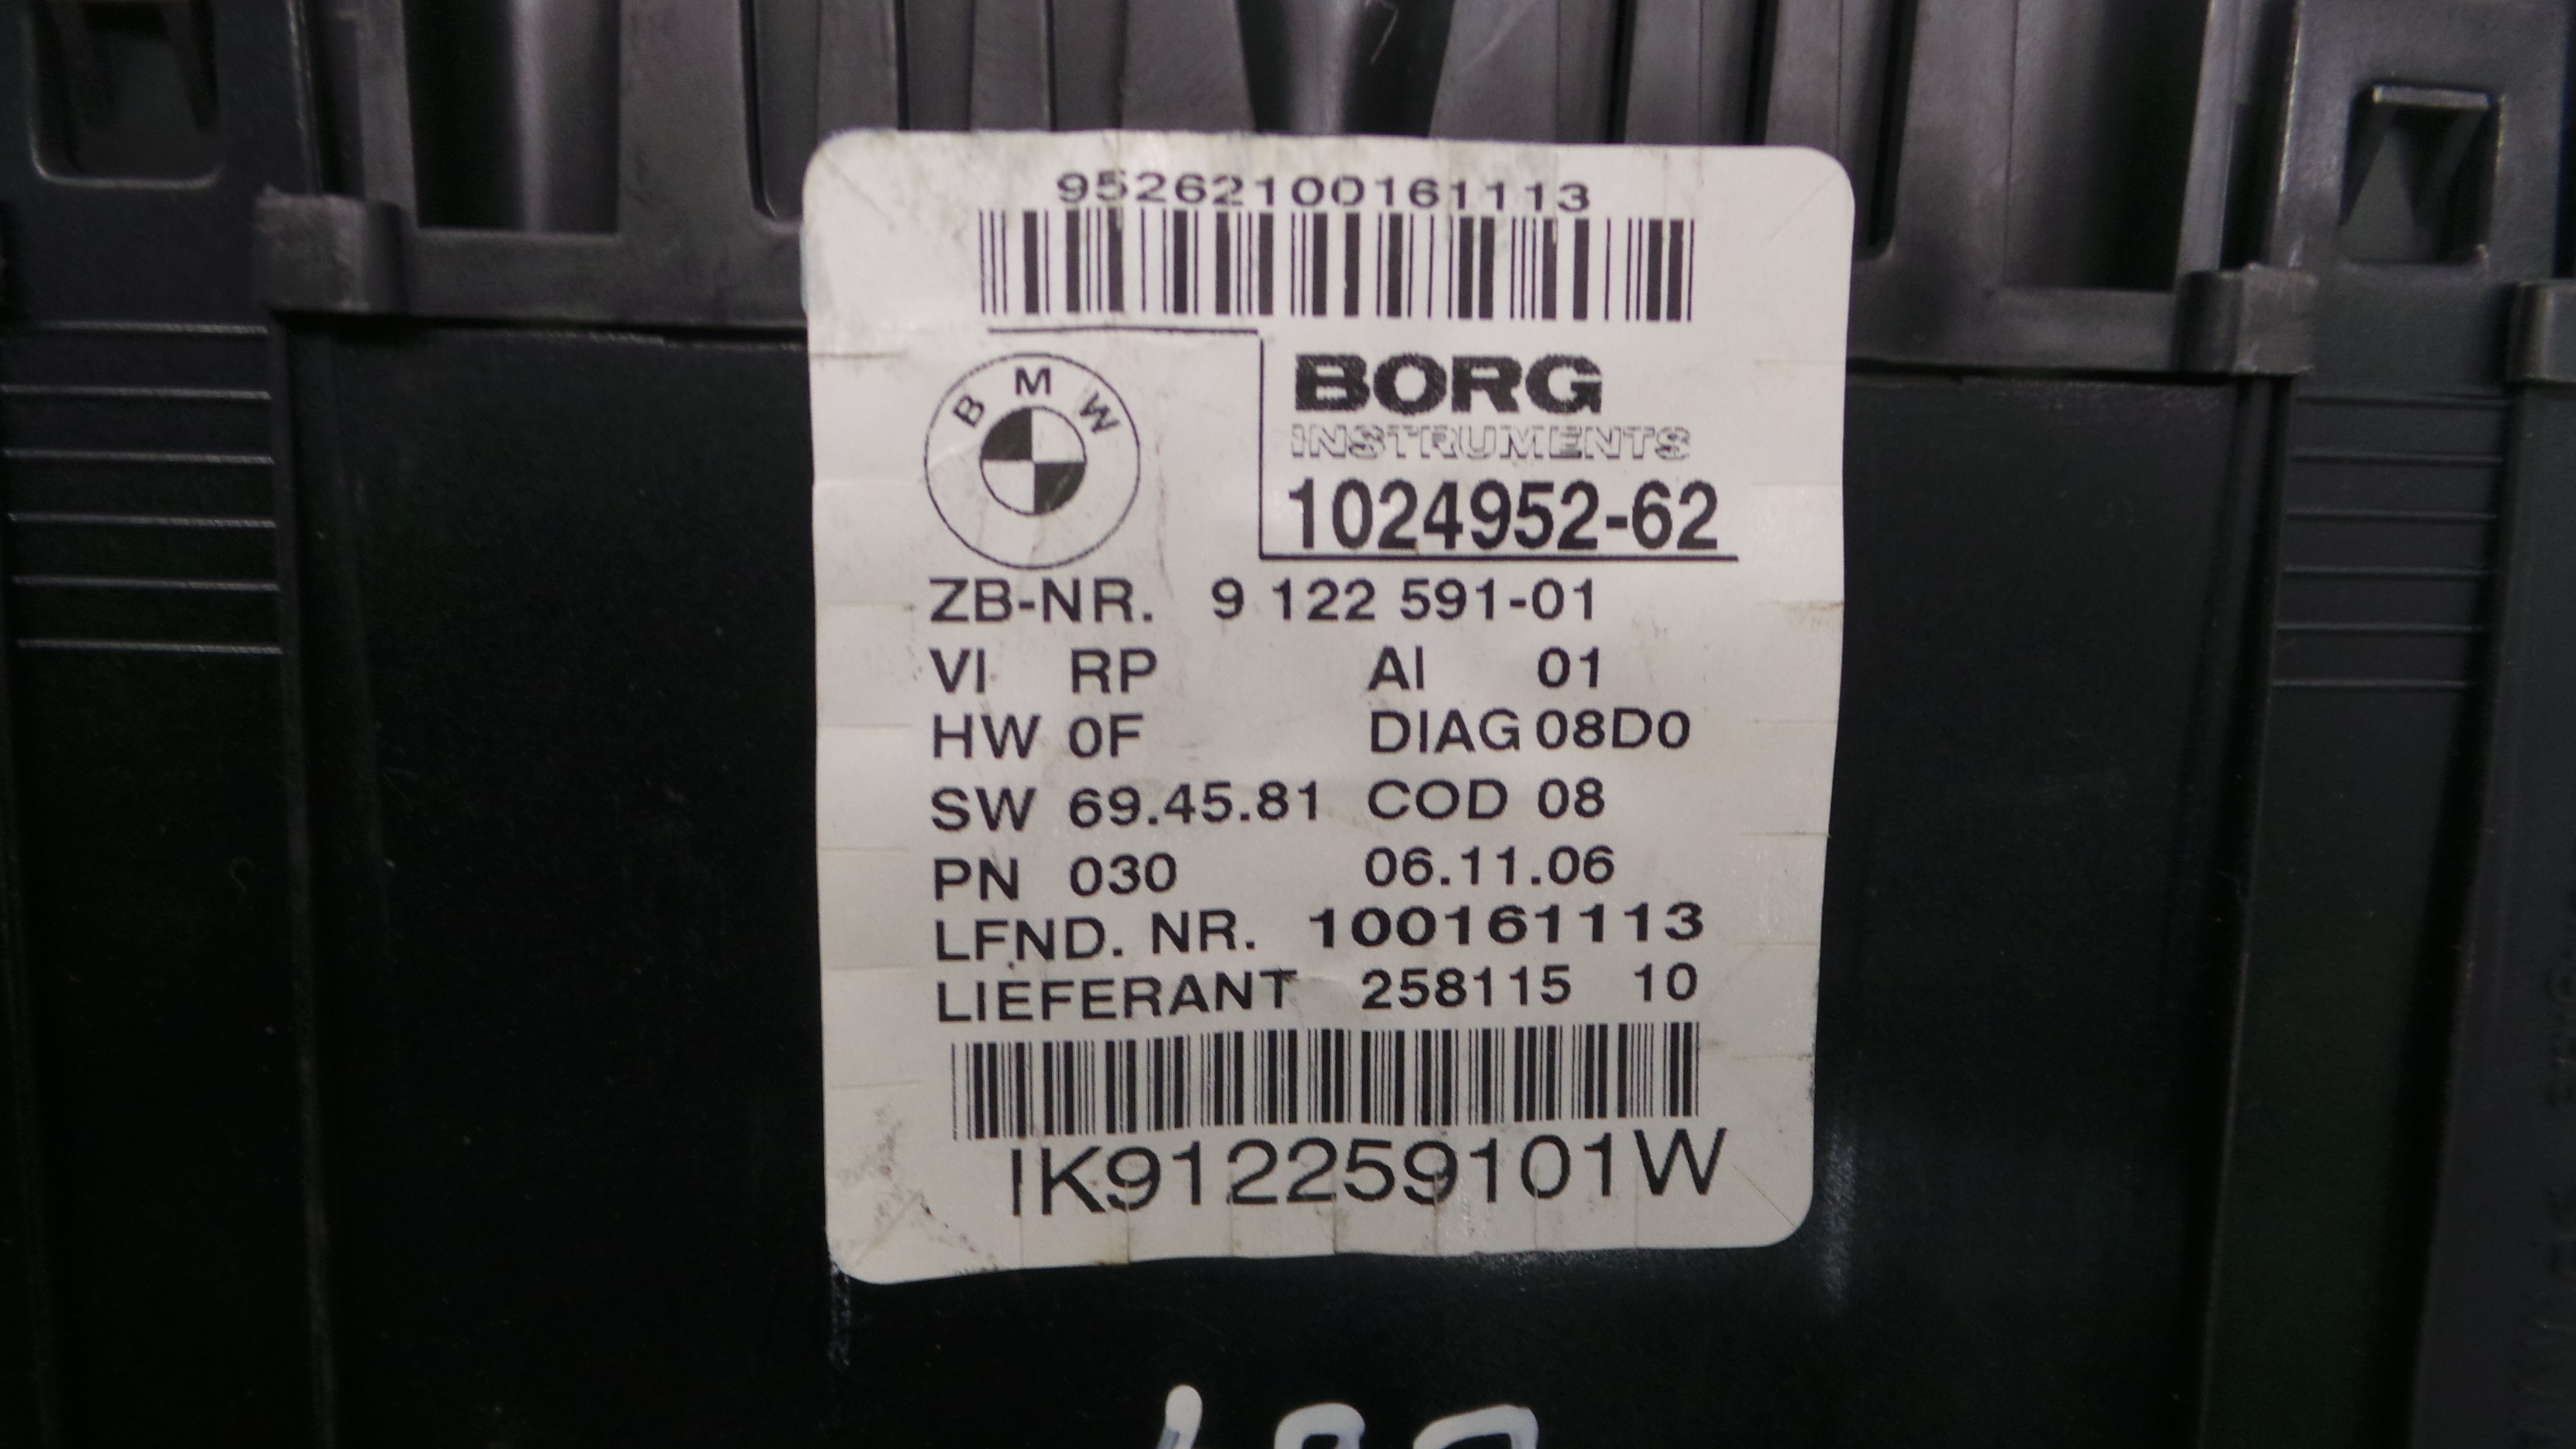 95262100161113
BMW
BORG
INSTRUMENTS
1024952-62
ZB-NR. 9 122 591-01
VI RP AI 01
HW 0F DIAG 08D0
SW 69.45.81 COD 08
PN 030 06.11.06
LFND. NR. 100161113
LIEFERANT 258115 10
IK912259101W